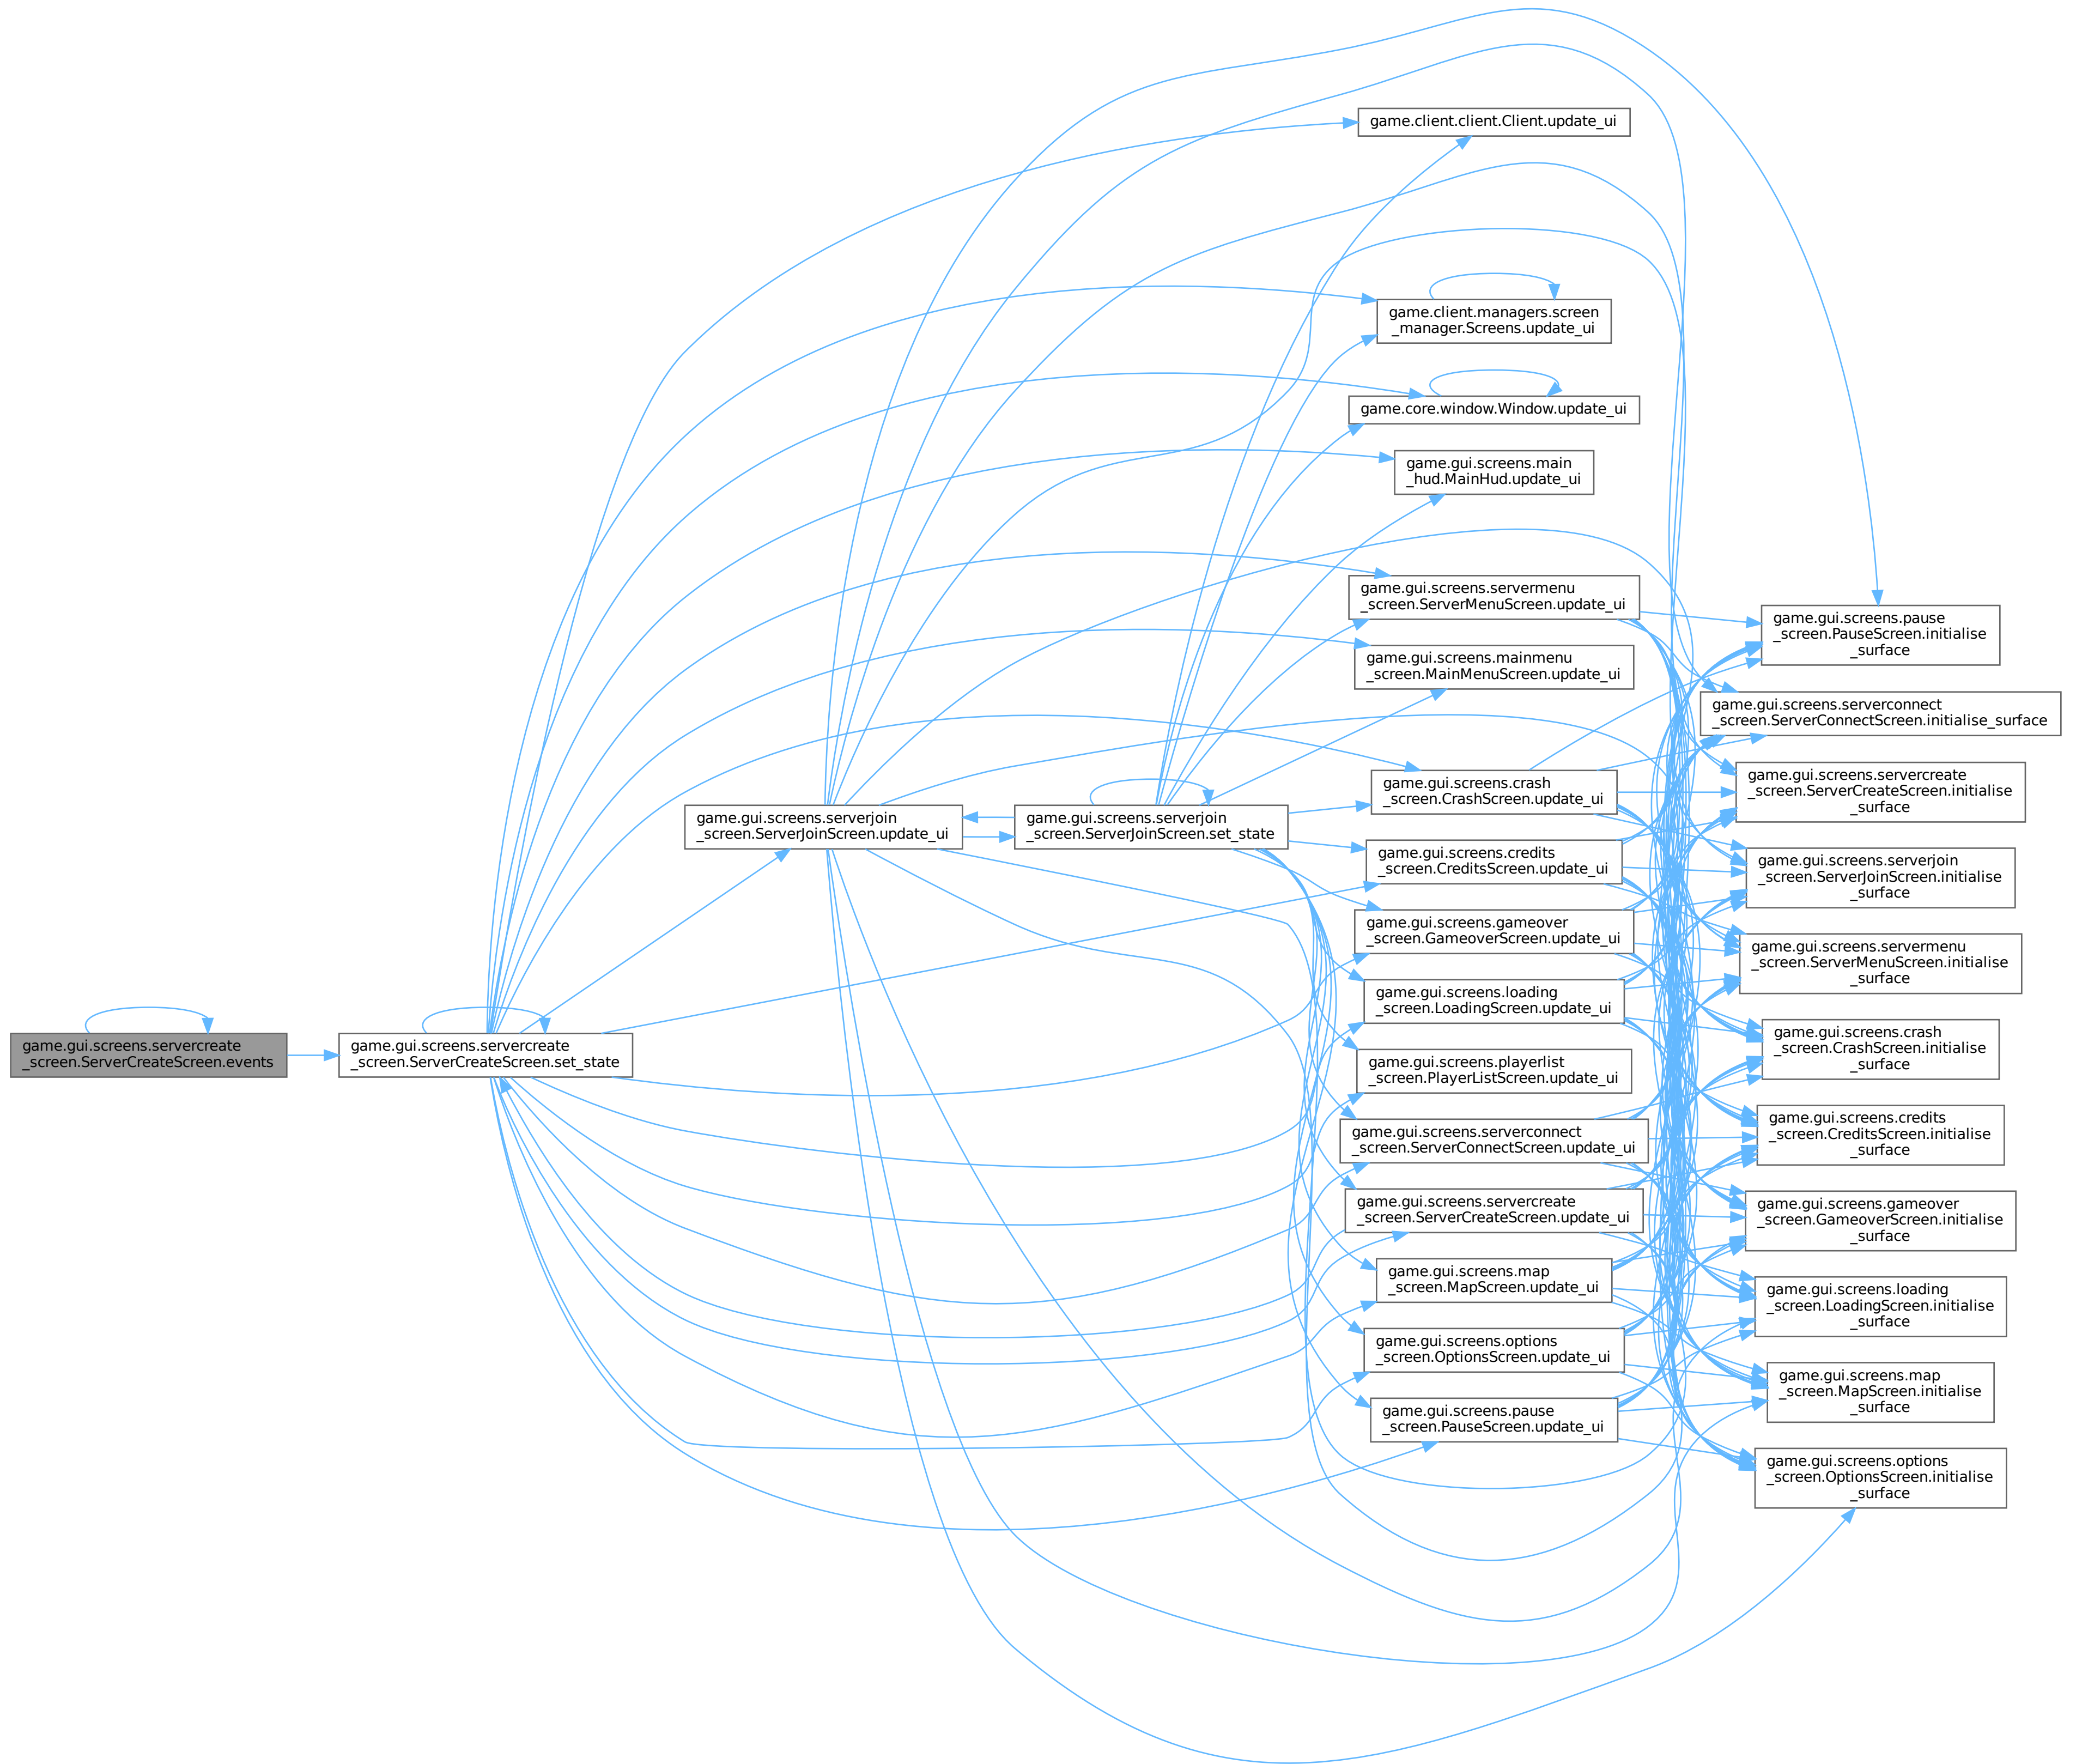 game.gui.screens.servercreate
_screen.ServerCreateScreen.events
game.gui.screens.servercreate
_screen.ServerCreateScreen.set_state
game.gui.screens.serverjoin
_screen.ServerJoinScreen.update_ui
game.gui.screens.serverjoin
_screen.ServerJoinScreen.set_state
game.client.client.Client.update_ui
game.client.managers.screen
_manager.Screens.update_ui
game.core.window.Window.update_ui
game.gui.screens.main
_hud.MainHud.update_ui
game.gui.screens.servermenu
_screen.ServerMenuScreen.update_ui
game.gui.screens.mainmenu
_screen.MainMenuScreen.update_ui
game.gui.screens.crash
_screen.CrashScreen.update_ui
game.gui.screens.credits
_screen.CreditsScreen.update_ui
game.gui.screens.gameover
_screen.GameoverScreen.update_ui
game.gui.screens.loading
_screen.LoadingScreen.update_ui
game.gui.screens.playerlist
_screen.PlayerListScreen.update_ui
game.gui.screens.serverconnect
_screen.ServerConnectScreen.update_ui
game.gui.screens.servercreate
_screen.ServerCreateScreen.update_ui
game.gui.screens.map
_screen.MapScreen.update_ui
game.gui.screens.options
_screen.OptionsScreen.update_ui
game.gui.screens.pause
_screen.PauseScreen.update_ui
game.gui.screens.pause
_screen.PauseScreen.initialise
_surface
game.gui.screens.serverconnect
_screen.ServerConnectScreen.initialise_surface
game.gui.screens.servercreate
_screen.ServerCreateScreen.initialise
_surface
game.gui.screens.serverjoin
_screen.ServerJoinScreen.initialise
_surface
game.gui.screens.servermenu
_screen.ServerMenuScreen.initialise
_surface
game.gui.screens.crash
_screen.CrashScreen.initialise
_surface
game.gui.screens.credits
_screen.CreditsScreen.initialise
_surface
game.gui.screens.gameover
_screen.GameoverScreen.initialise
_surface
game.gui.screens.loading
_screen.LoadingScreen.initialise
_surface
game.gui.screens.map
_screen.MapScreen.initialise
_surface
game.gui.screens.options
_screen.OptionsScreen.initialise
_surface